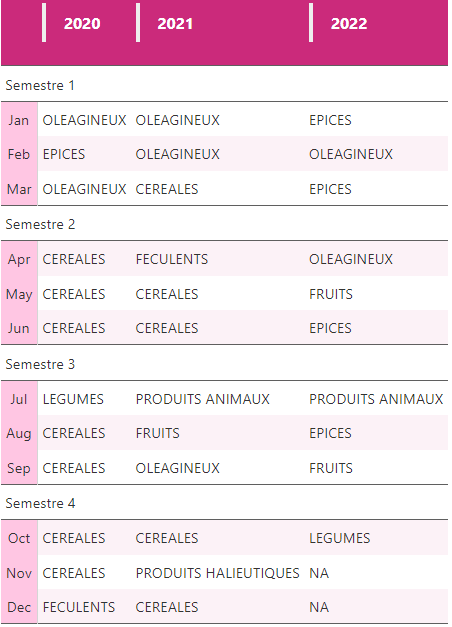 2020 2021 2022
Semestre 1
Jan OLEAGINEUX OLEAGINEUX EPICES
Feb EPICES OLEAGINEUX OLEAGINEUX
Mar OLEAGINEUX CEREALES EPICES
Semestre 2
Apr CEREALES FECULENTS OLEAGINEUX
May CEREALES CEREALES FRUITS
Jun CEREALES CEREALES EPICES
Semestre 3
Jul LEGUMES PRODUITS ANIMAUX PRODUITS ANIMAUX
Aug CEREALES FRUITS EPICES
Sep CEREALES OLEAGINEUX FRUITS
Semestre 4
Oct CEREALES CEREALES LEGUMES
Nov CEREALES PRODUITS HALIEUTIQUES NA
Dec FECULENTS CEREALES NA